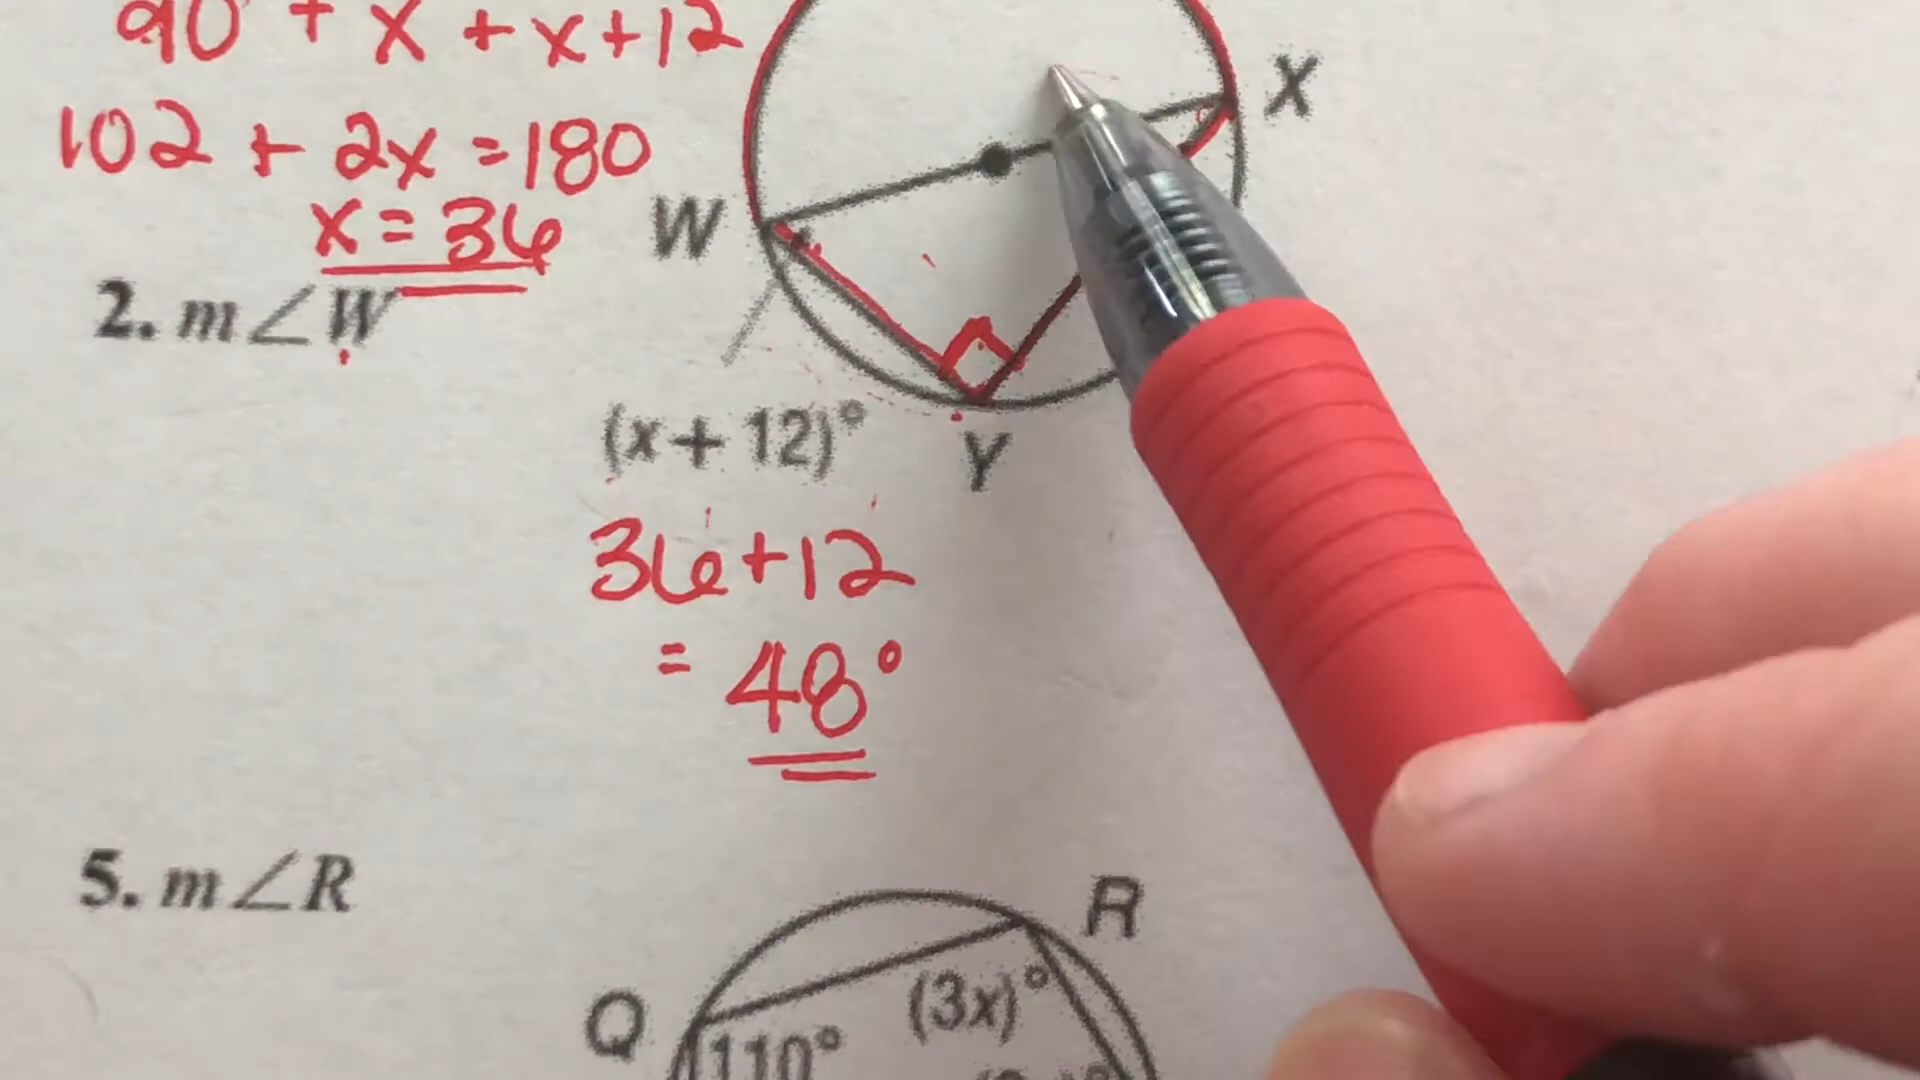 90° + x + x+12
102 + 2x = 180
x = 36
X
W
2. m∠W
(x + 12)°
Y
36+12
= 48°
5. m∠R
R
(3x)°
Q
110°